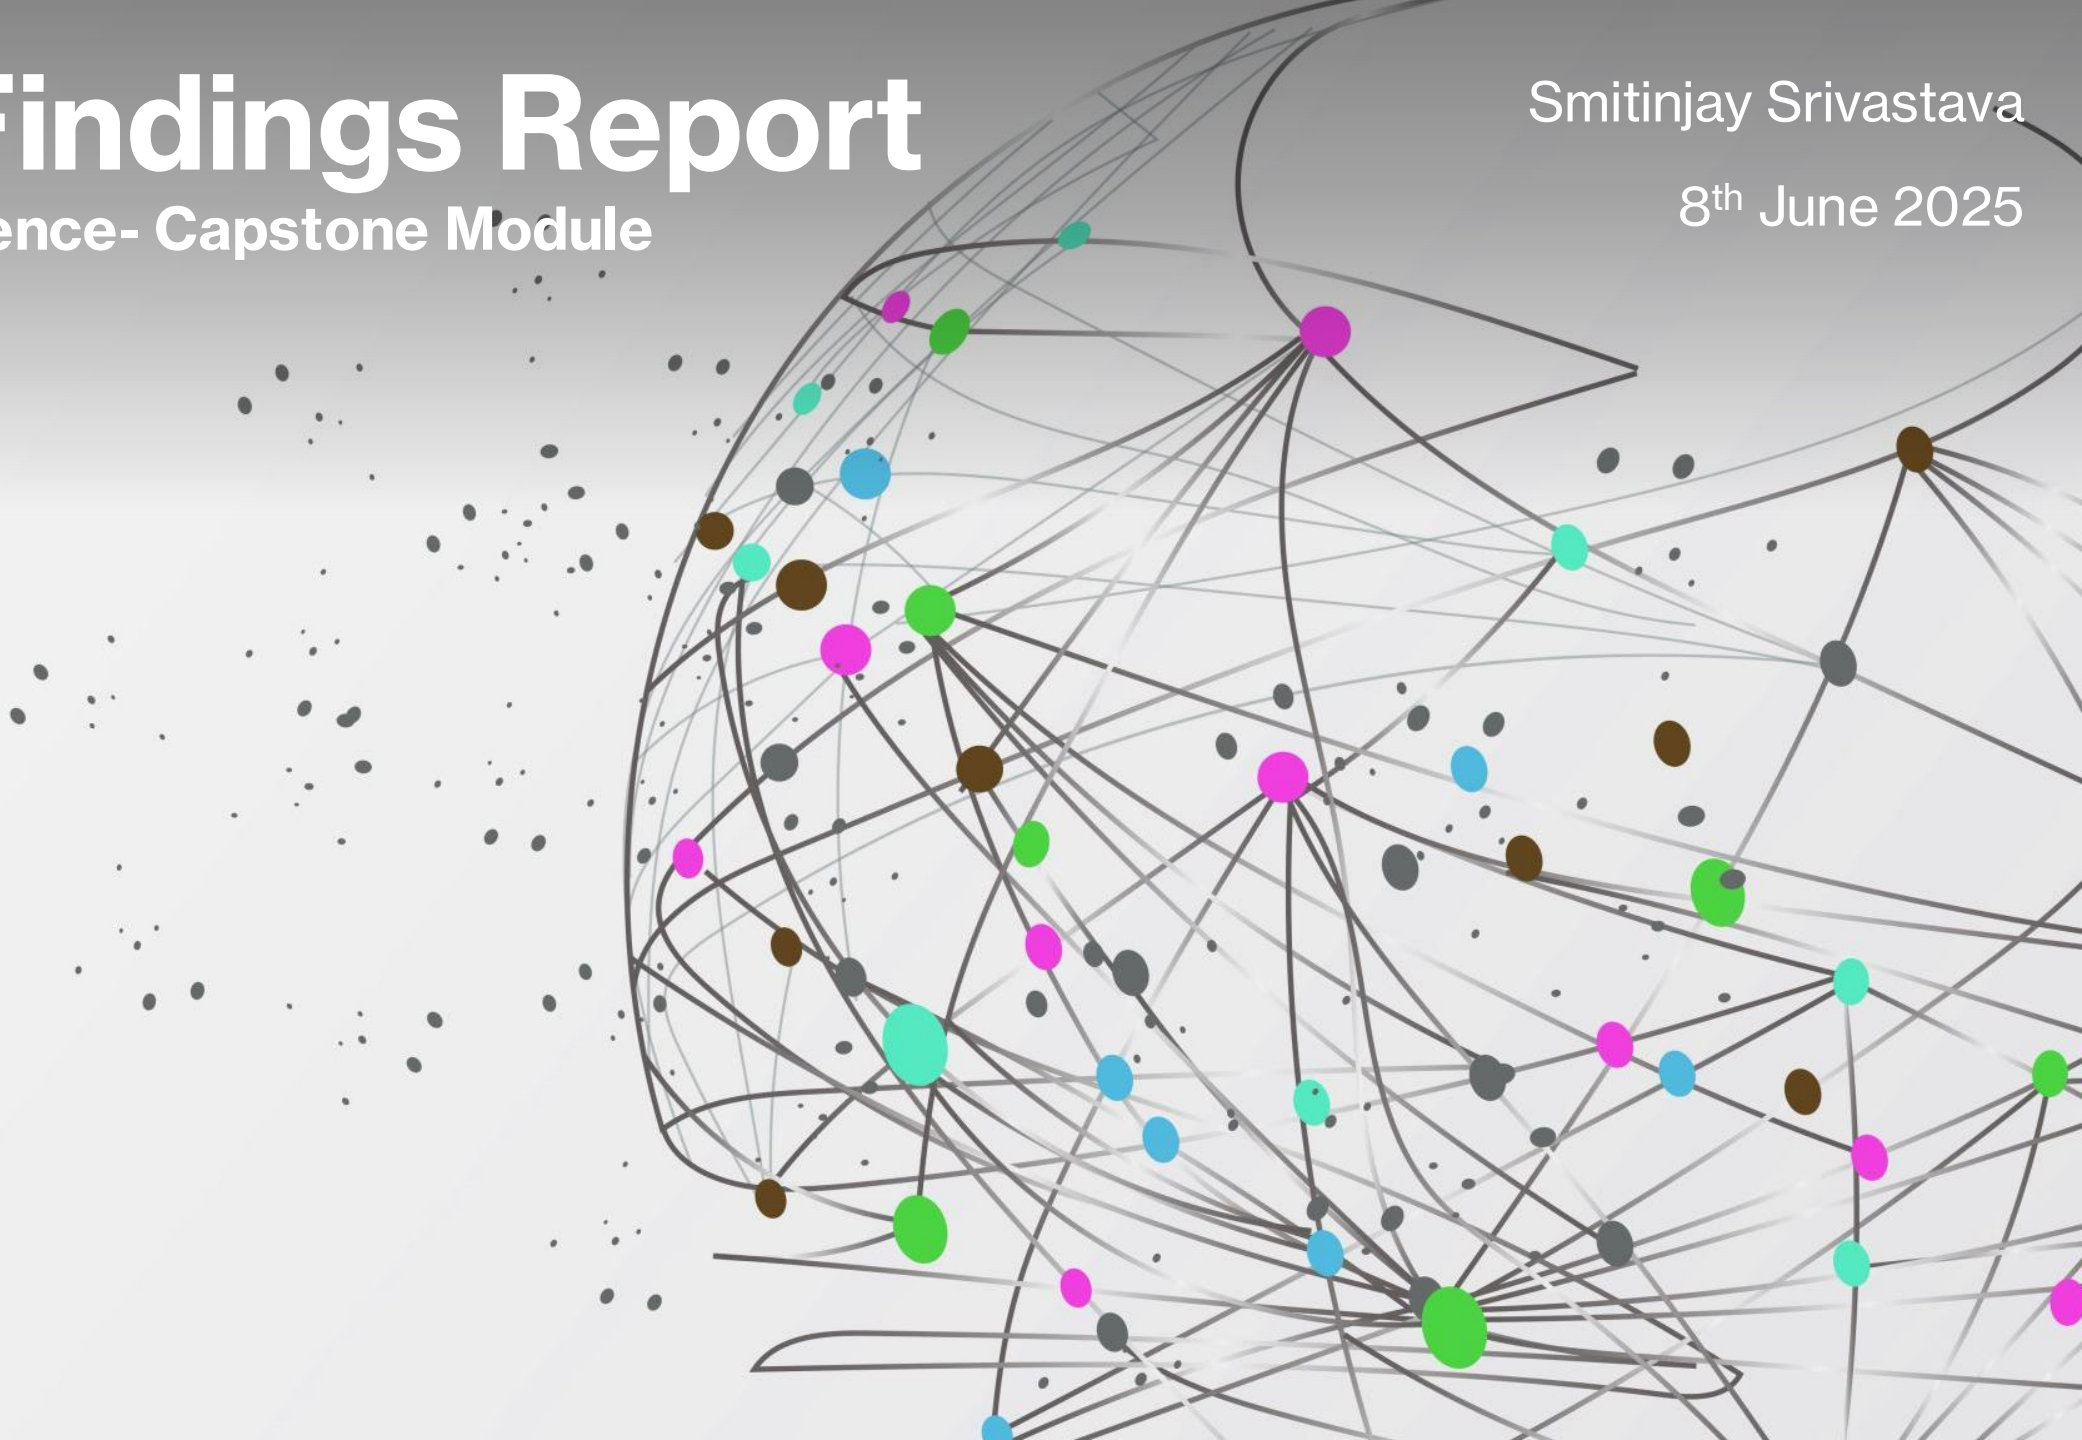 Findings Report
ence- Capstone Module
Smitinjay Srivastava
8th June 2025